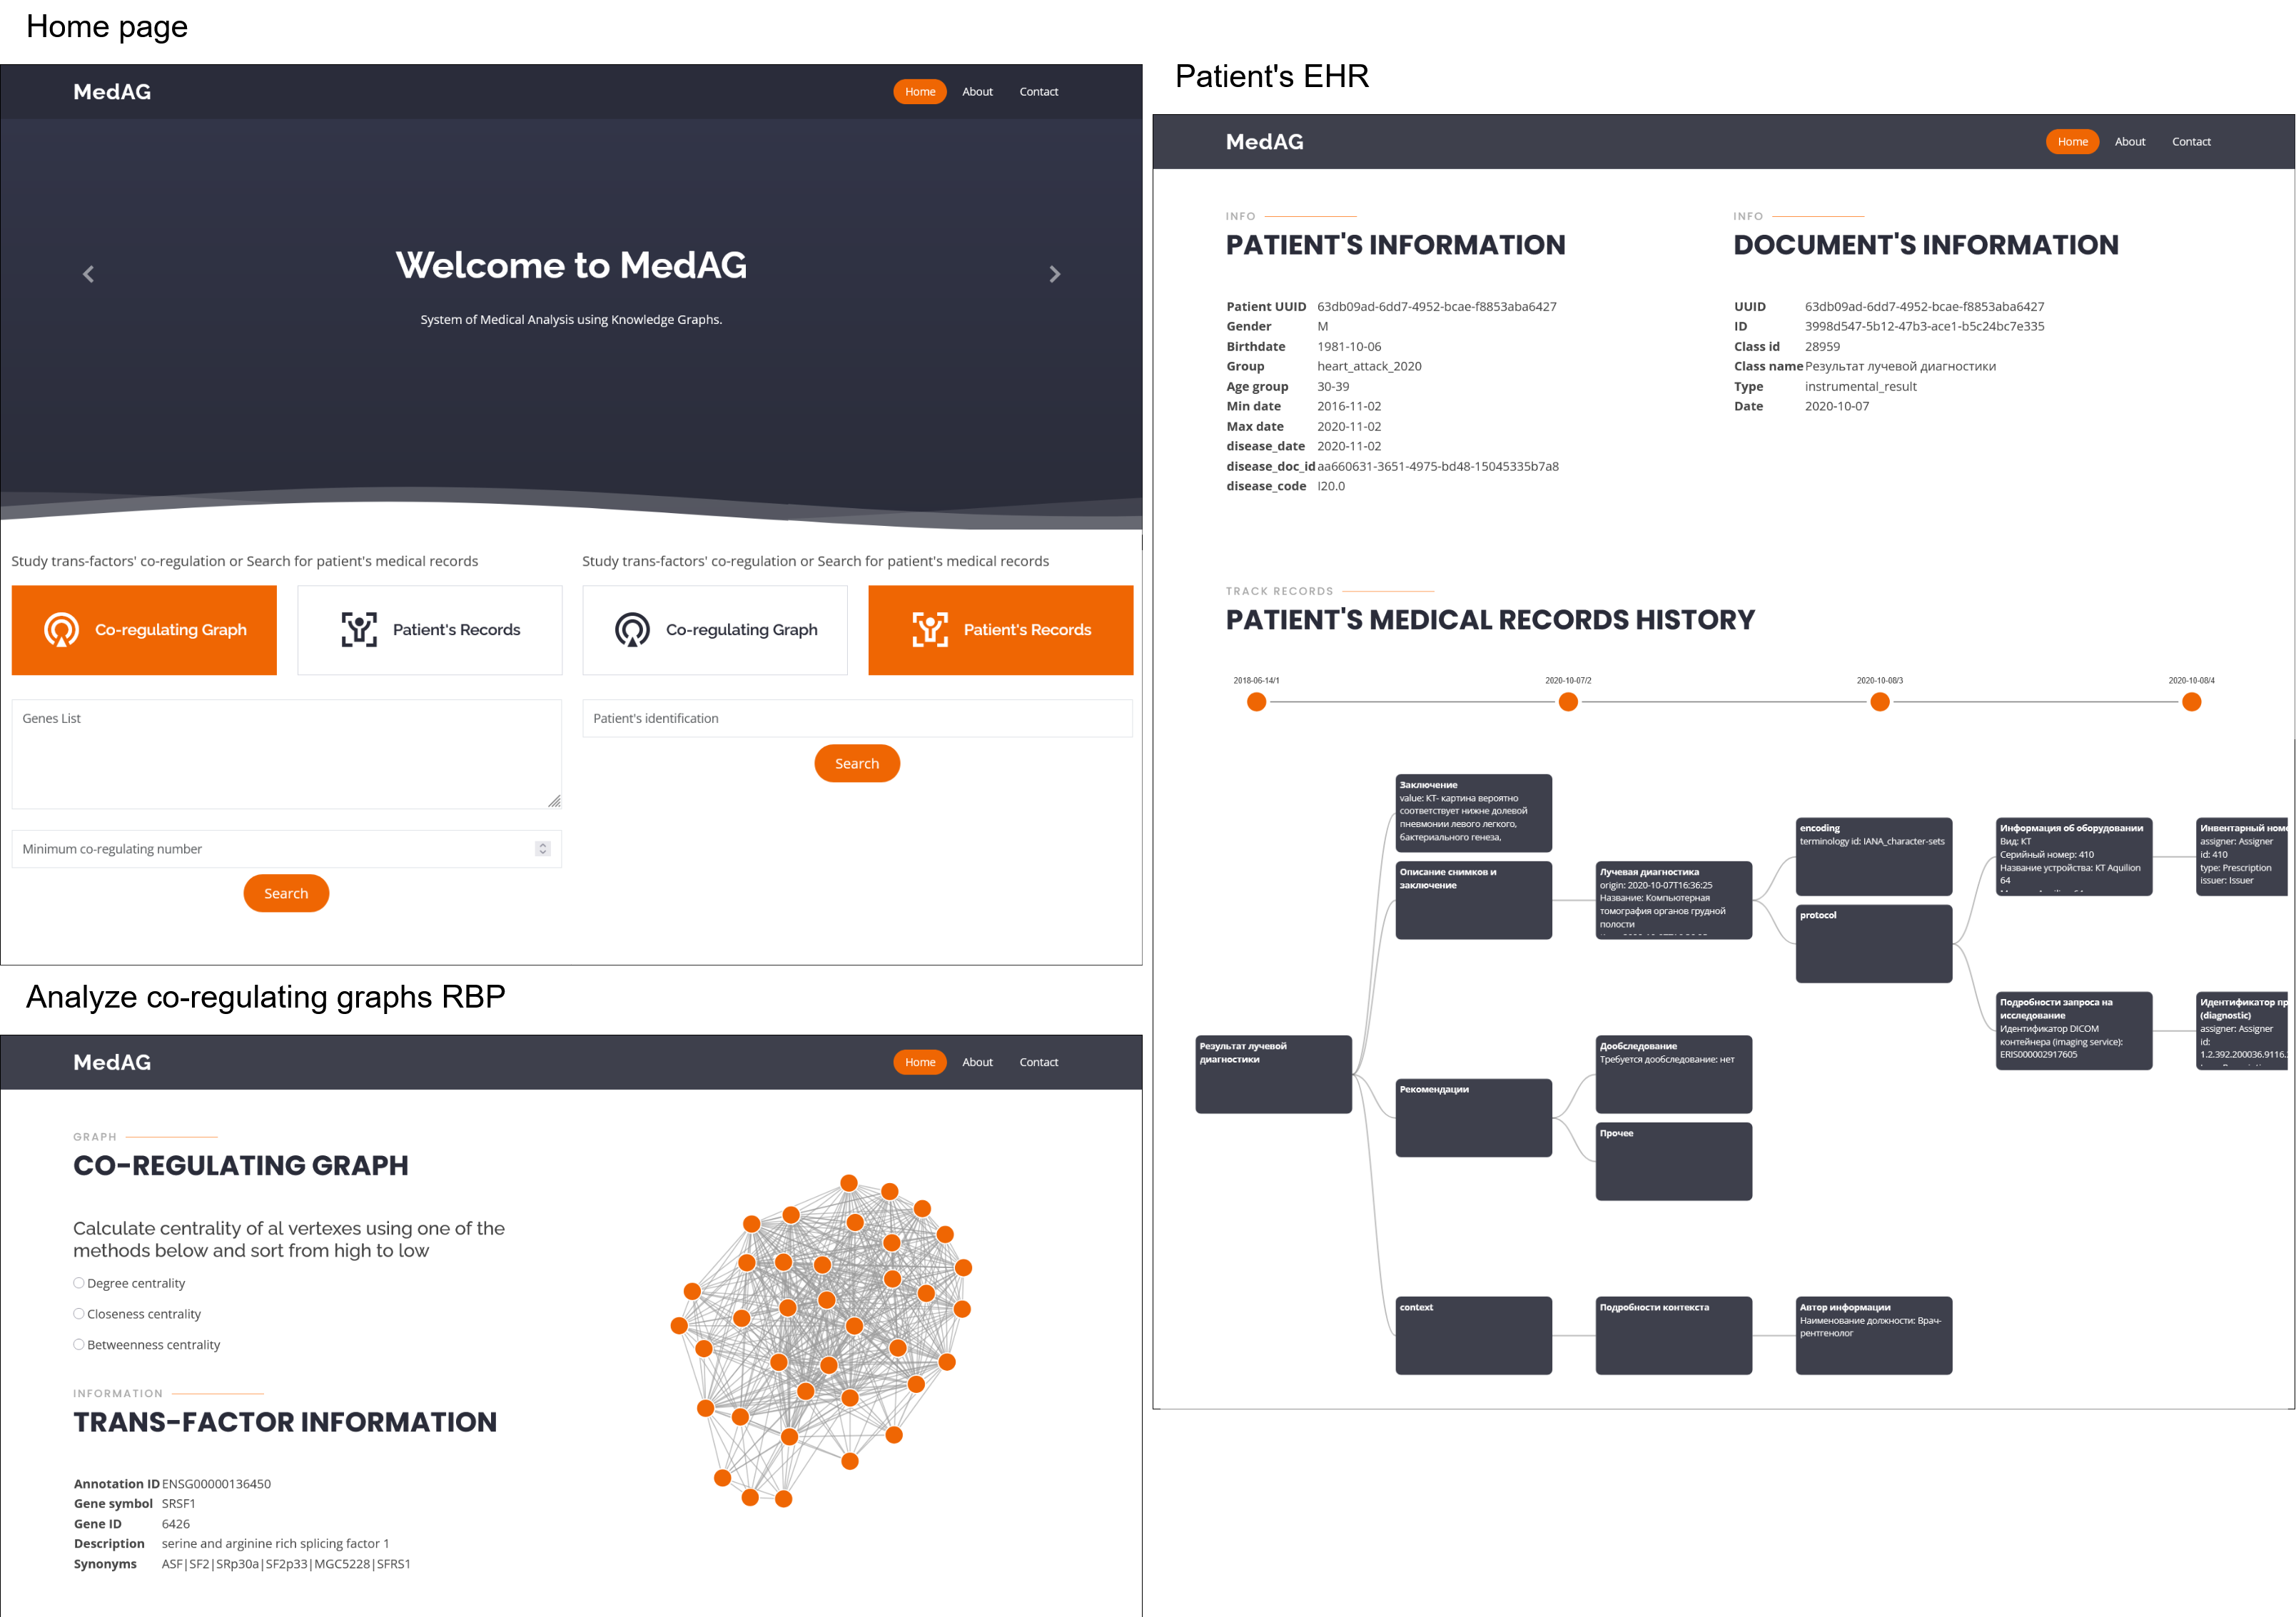 Home page
MedAG
Home
About
Contact
Welcome to MedAG
System of Medical Analysis using Knowledge Graphs.
Study trans-factors' co-regulation or Search for patient's medical records
Co-regulating Graph
Patient's Records
Genes List
Minimum co-regulating number
Search
Study trans-factors' co-regulation or Search for patient's medical records
Co-regulating Graph
Patient's Records
Patient's identification
Search
Analyze co-regulating graphs RBP
MedAG
Home
About
Contact
GRAPH
CO-REGULATING GRAPH
Calculate centrality of al vertexes using one of the
methods below and sort from high to low
Degree centrality
Closeness centrality
Betweenness centrality
INFORMATION
TRANS-FACTOR INFORMATION
Annotation ID ENSG00000136450
Gene symbol SRSF1
Gene ID 6426
Description serine and arginine rich splicing factor 1
Synonyms ASF|SF2|SRp30a|SF2p33|MGC5228|SFRS1
Patient's EHR
MedAG
Home
About
Contact
INFO
PATIENT'S INFORMATION
Patient UUID 63db09ad-6dd7-4952-bcae-f8853aba6427
Gender M
Birthdate 1981-10-06
Group heart_attack_2020
Age group 30-39
Min date 2016-11-02
Max date 2020-11-02
disease_date 2020-11-02
disease_doc_id aa660631-3651-4975-bd48-15045335b7a8
disease_code I20.0
INFO
DOCUMENT'S INFORMATION
UUID 63db09ad-6dd7-4952-bcae-f8853aba6427
ID 3998d547-5b12-47b3-ace1-b5c24bc7e335
Class id 28959
Class name Результат лучевой диагностики
Type instrumental_result
Date 2020-10-07
TRACK RECORDS
PATIENT'S MEDICAL RECORDS HISTORY
2018-06-14/1
2020-10-07/2
2020-10-08/3
2020-10-08/4
Результат лучевой
диагностики
Заключение
value: КТ- картина вероятно
соответствует нижне долевой
пневмонии левого легкого,
бактериального генеза,
Описание снимков и
заключение
Рекомендации
context
Лучевая диагностика
origin: 2020-10-07T16:36:25
Название: Компьютерная
томография органов грудной
полости
Дообследование
Требуется дообследование: нет
Прочее
Подробности контекста
encoding
terminology id: IANA_character-sets
protocol
Автор информации
Наименование должности: Врач-
рентгенолог
Информация об оборудовании
Вид: КТ
Серийный номер: 410
Название устройства: КТ Aquilion
64
Подробности запроса на
исследование
Идентификатор DICOM
контейнера (imaging service):
ERIS000002917605
Инвентарный ном
assigner: Assigner
id: 410
type: Prescription
issuer: Issuer
Идентификатор пр
(diagnostic)
assigner: Assigner
id:
1.2.392.200036.9116.